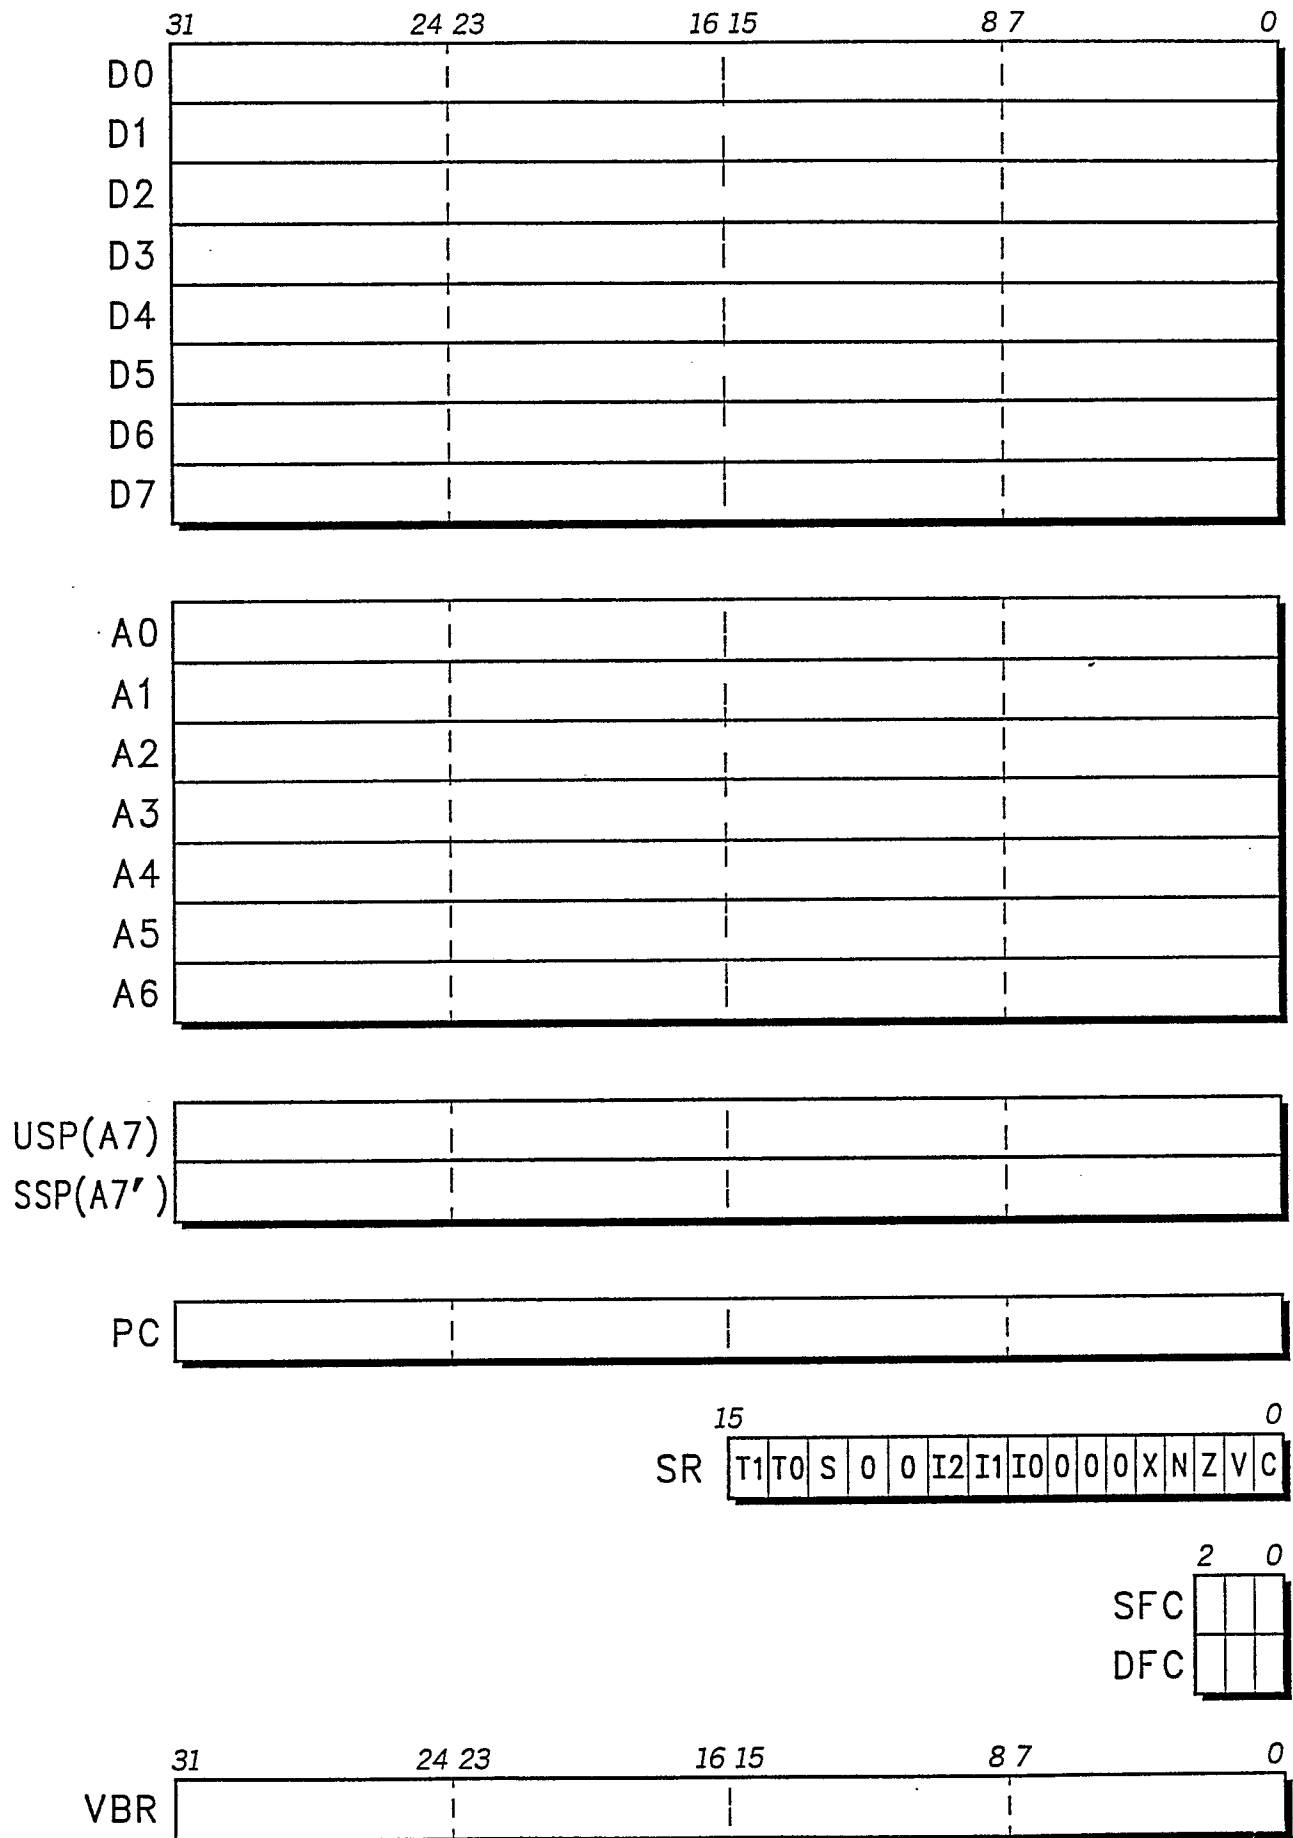 31 24 23 16 15 8 7 0
D0
D1
D2
D3
D4
D5
D6
D7
A0
A1
A2
A3
A4
A5
A6
USP(A7)
SSP(A7')
PC
15 0
SR T1 T0 S 0 0 I2 I1 I0 0 0 0 X N Z V C
2 0
SFC
DFC
31 24 23 16 15 8 7 0
VBR